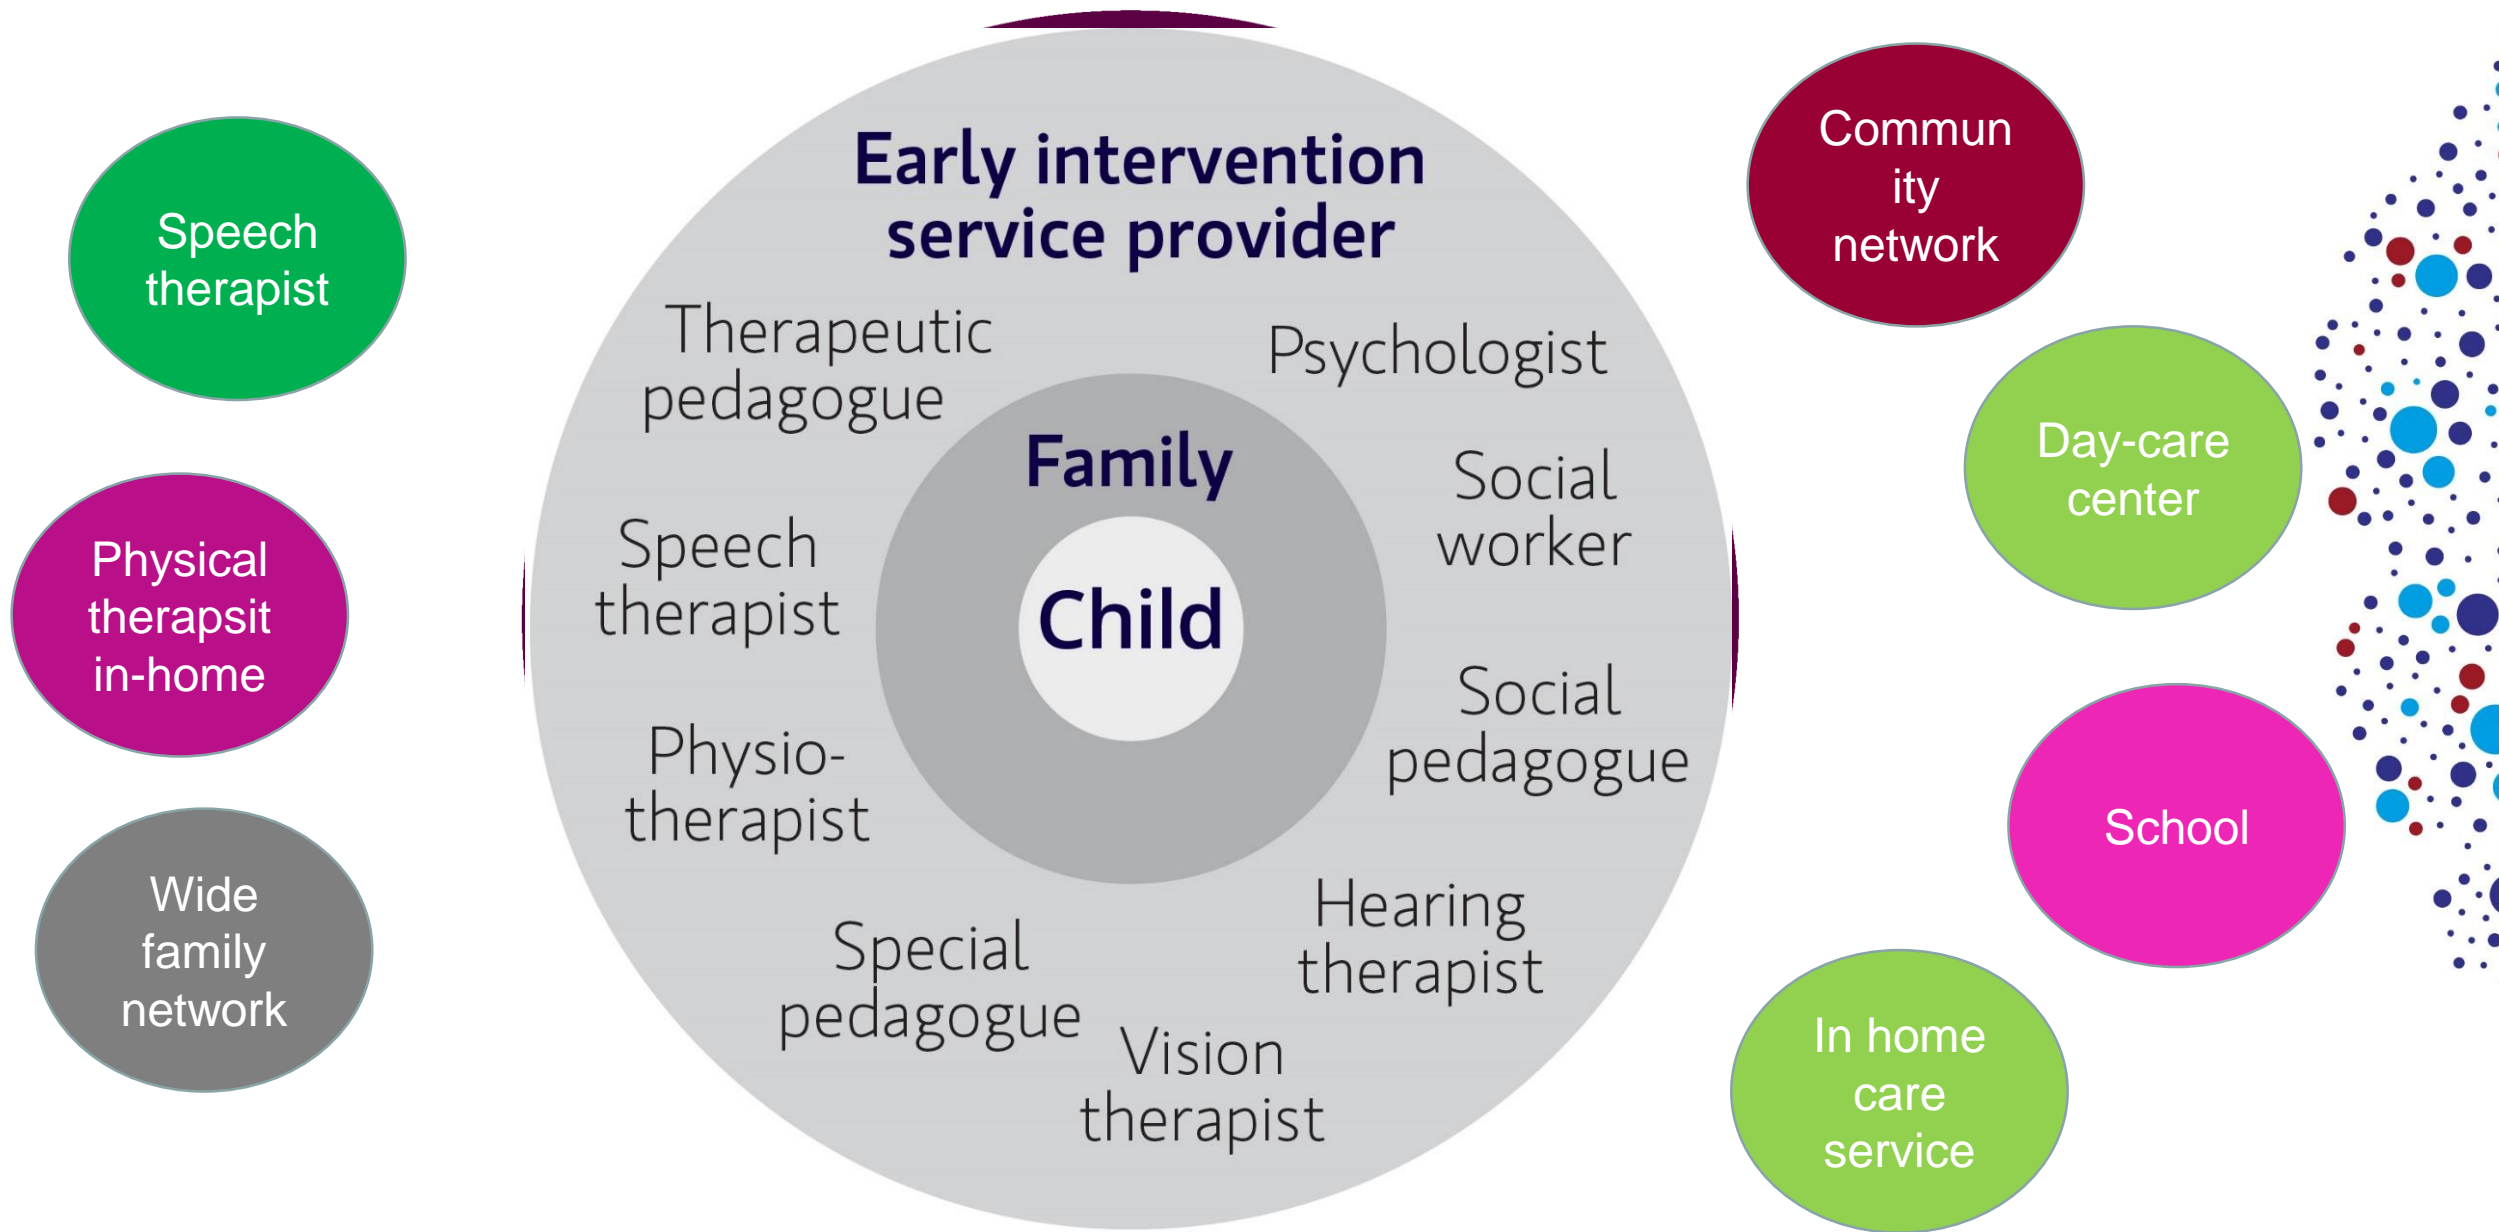 Speech
therapist
Physical
therapsit
in-home
Wide
family
network
Early intervention
service provider
Therapeutic
pedagogue
Psychologist
Family
Social
worker
Speech
therapist
Child
Social
pedagogue
Physio-
therapist
Hearing
therapist
Special
pedagogue
Vision
therapist
Commun
ity
network
Day-care
center
School
In home
care
service